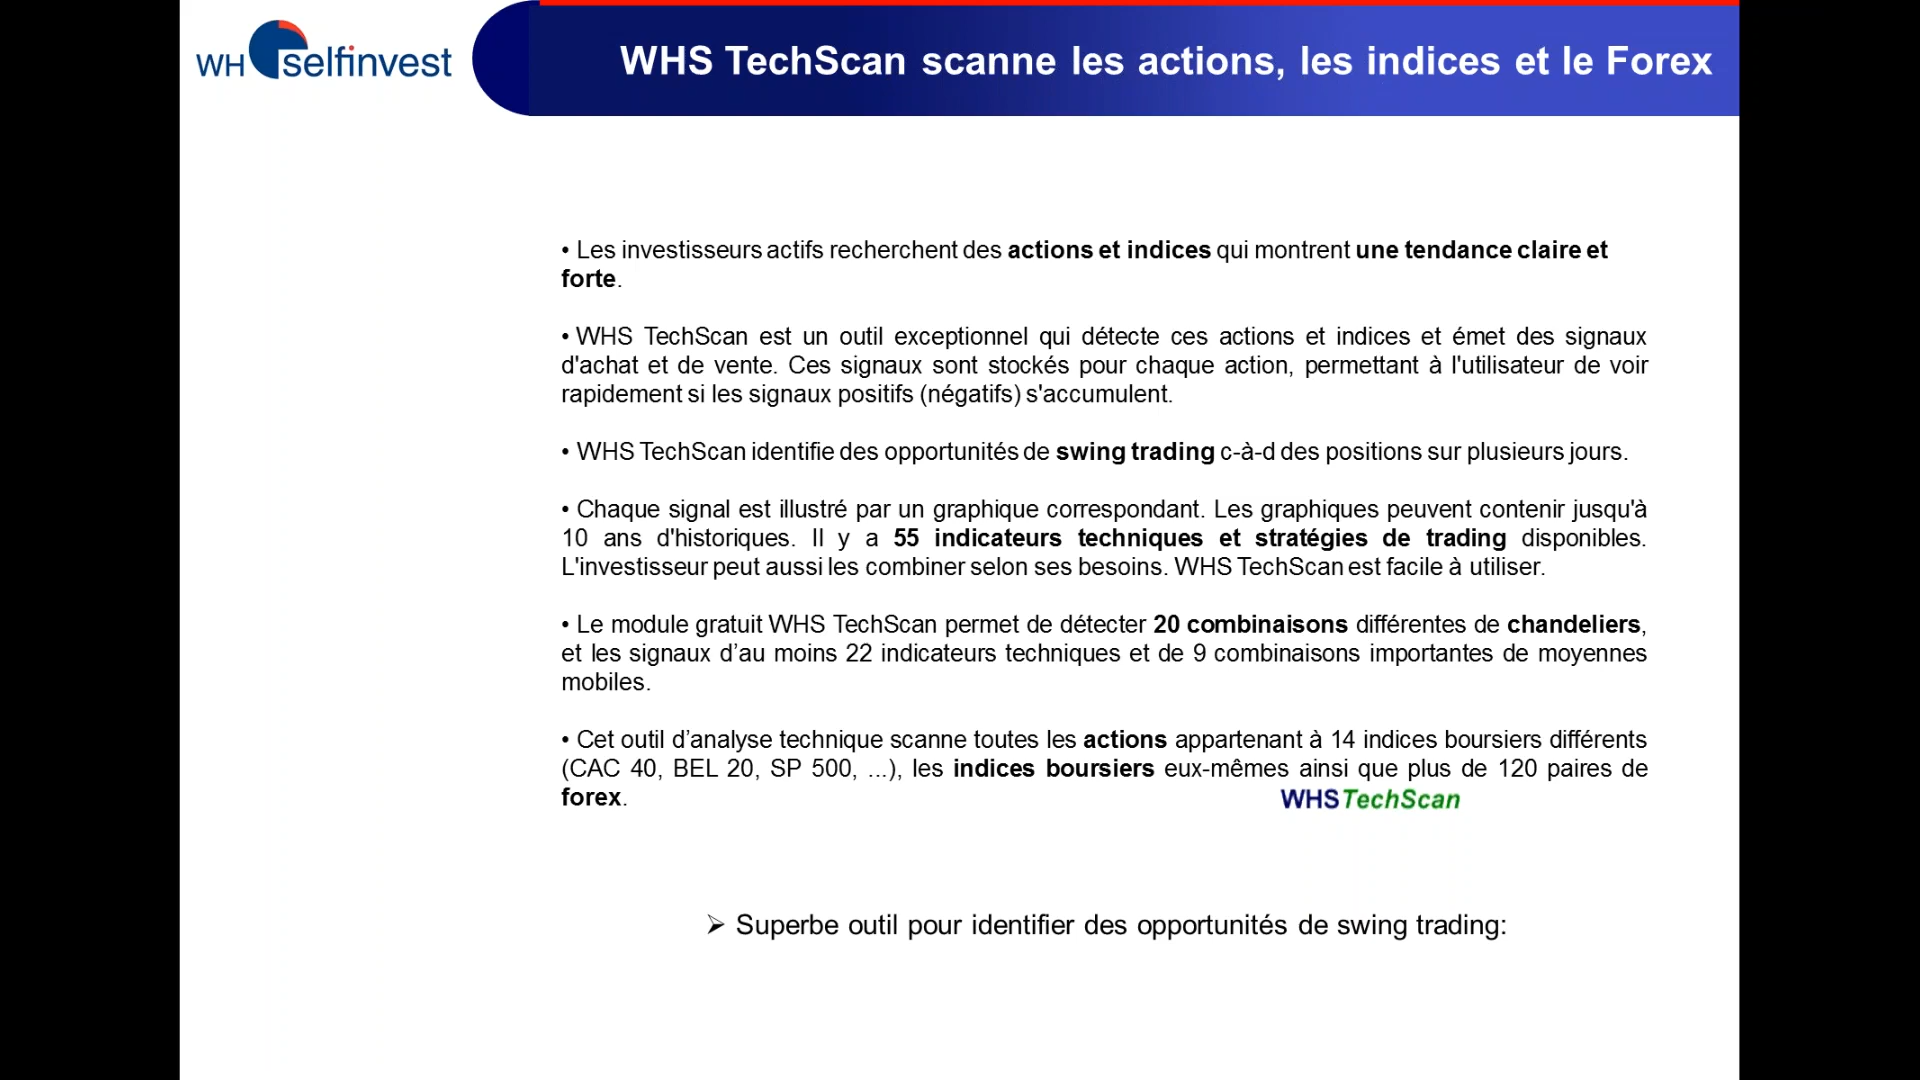 WH selfinvest
WHS TechScan scanne les actions, les indices et le Forex
• Les investisseurs actifs recherchent des actions et indices qui montrent une tendance claire et
forte.
• WHS TechScan est un outil exceptionnel qui détecte ces actions et indices et émet des signaux
d'achat et de vente. Ces signaux sont stockés pour chaque action, permettant à l'utilisateur de voir
rapidement si les signaux positifs (négatifs) s'accumulent.
• WHS TechScan identifie des opportunités de swing trading c-à-d des positions sur plusieurs jours.
• Chaque signal est illustré par un graphique correspondant. Les graphiques peuvent contenir jusqu'à
10 ans d'historiques. Il y a 55 indicateurs techniques et stratégies de trading disponibles.
L'investisseur peut aussi les combiner selon ses besoins. WHS TechScan est facile à utiliser.
• Le module gratuit WHS TechScan permet de détecter 20 combinaisons différentes de chandeliers,
et les signaux d’au moins 22 indicateurs techniques et de 9 combinaisons importantes de moyennes
mobiles.
• Cet outil d’analyse technique scanne toutes les actions appartenant à 14 indices boursiers différents
(CAC 40, BEL 20, SP 500, ...), les indices boursiers eux-mêmes ainsi que plus de 120 paires de
forex.
WHSTechScan
➢ Superbe outil pour identifier des opportunités de swing trading: